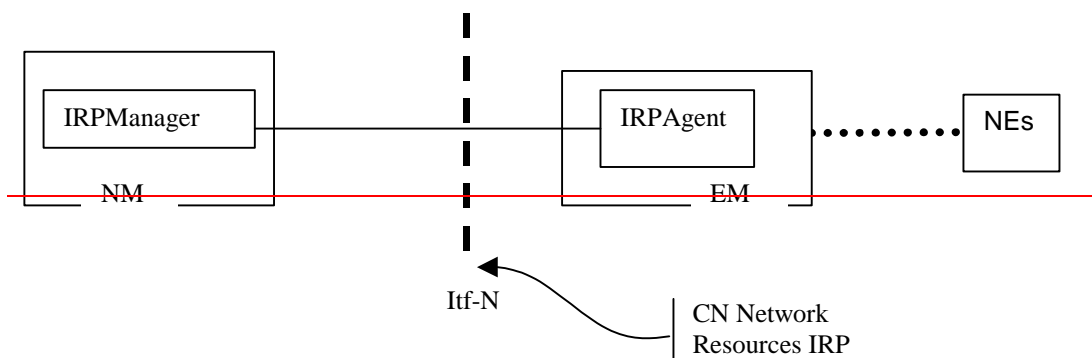 IRPManager
IRPAgent
NEs
NM
EM
Itf-N
CN Network
Resources IRP